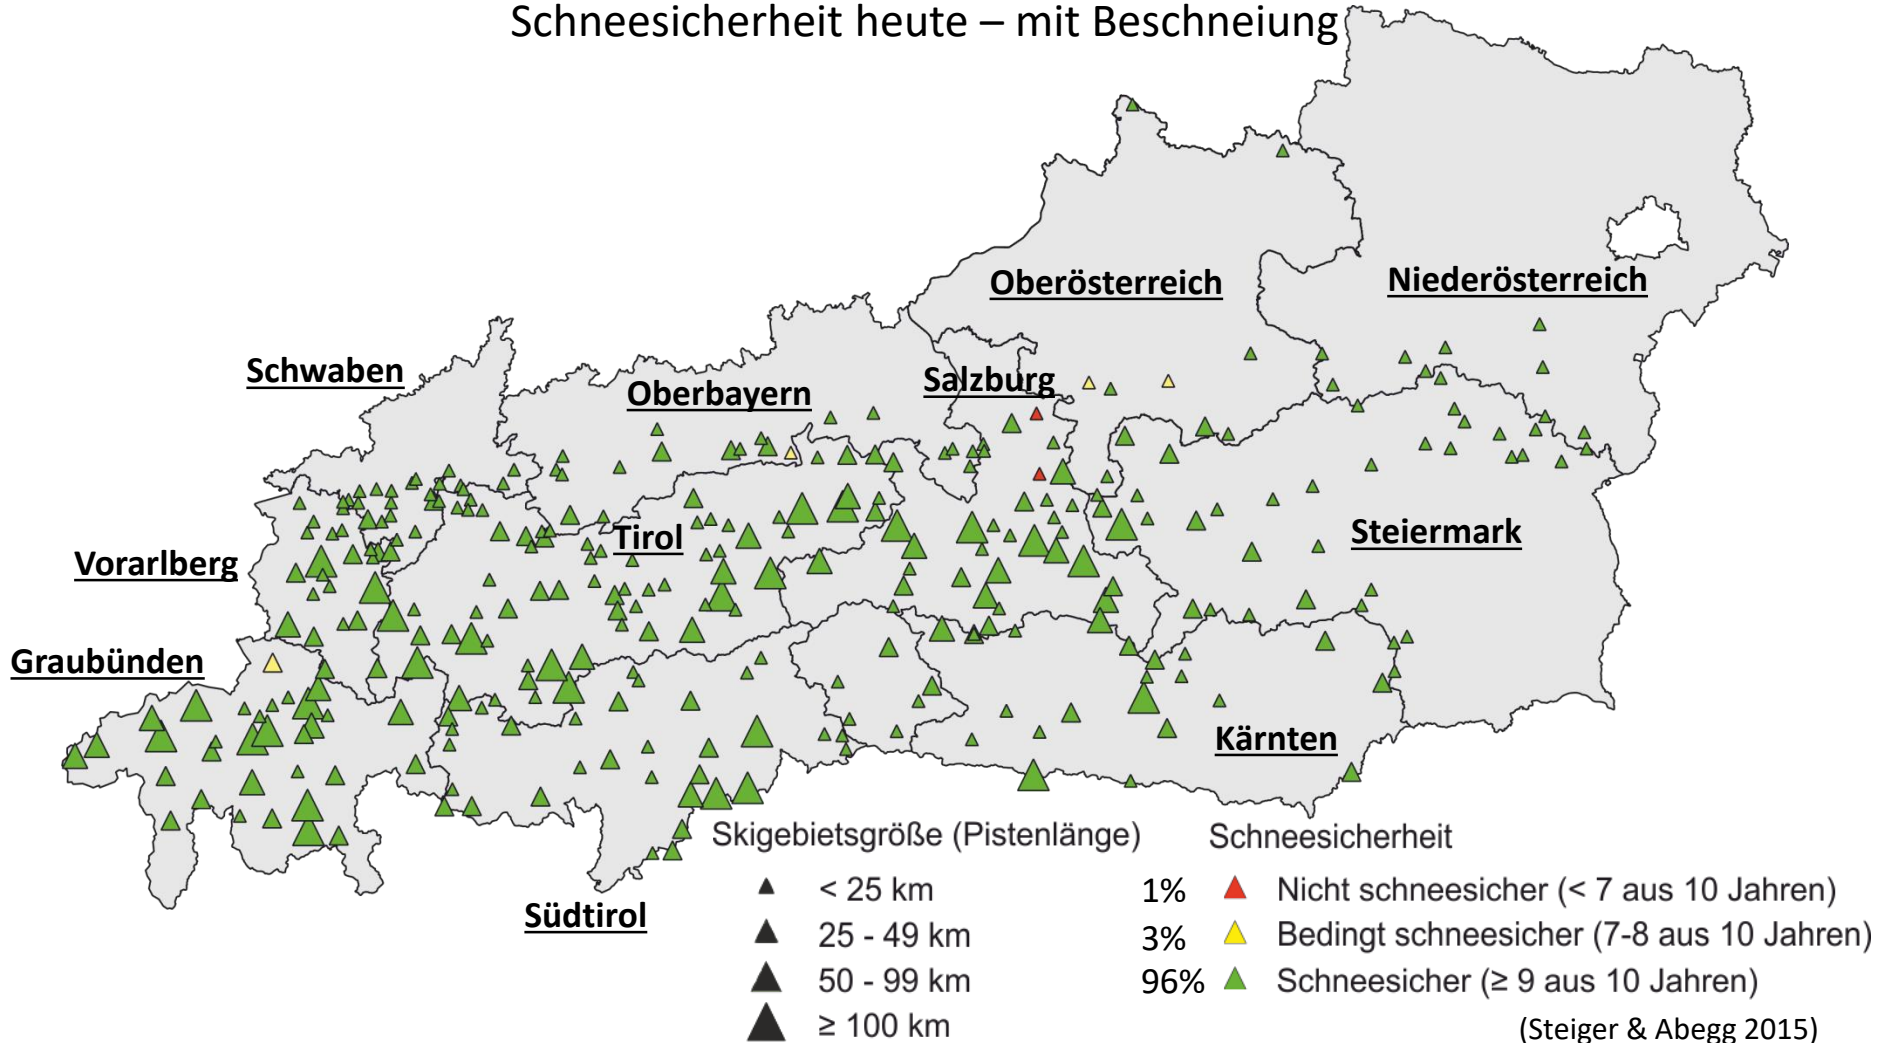 Schneesicherheit heute – mit Beschneiung
Oberösterreich
Niederösterreich
Schwaben
Oberbayern
Salzburg
Tirol
Steiermark
Vorarlberg
Graubünden
Kärnten
Südtirol
Skigebietsgröße (Pistenlänge)
< 25 km
25 - 49 km
50 - 99 km
≥ 100 km
Schneesicherheit
1% Nicht schneesicher (< 7 aus 10 Jahren)
3% Bedingt schneesicher (7-8 aus 10 Jahren)
96% Schneesicher (≥ 9 aus 10 Jahren)
(Steiger & Abegg 2015)